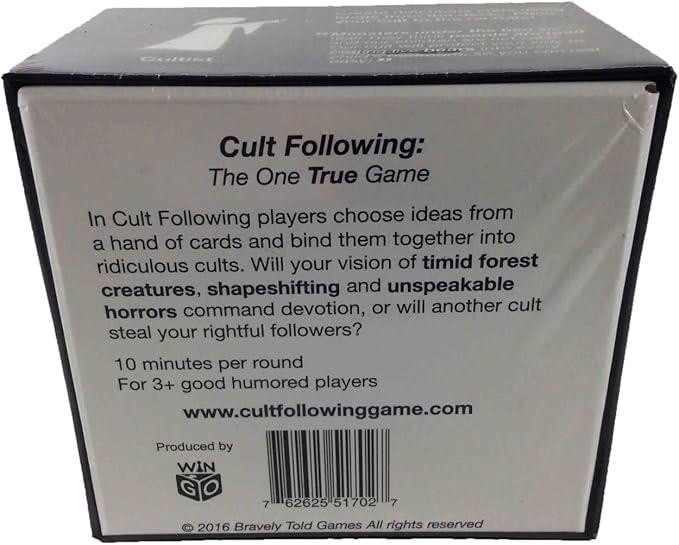 Cultist
Cult Following:
The One True Game
In Cult Following players choose ideas from
a hand of cards and bind them together into
ridiculous cults. Will your vision of timid forest
creatures, shapeshifting and unspeakable
horrors command devotion, or will another cult
steal your rightful followers?
10 minutes per round
For 3+ good humored players
www.cultfollowinggame.com
Produced by
WIN
GO
7 62625 51702 7
© 2016 Bravely Told Games All rights reserved